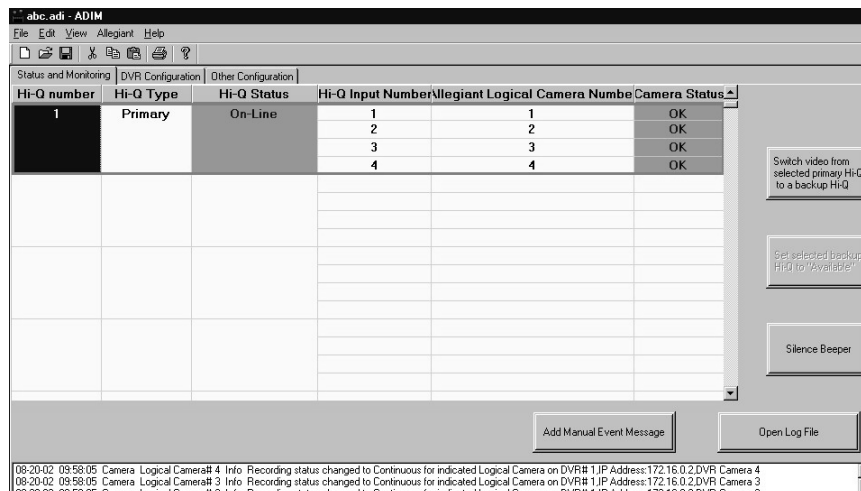 abc.adi - ADIM
File Edit View Allegiant Help
Status and Monitoring DVR Configuration Other Configuration
Hi-Q number Hi-Q Type Hi-Q Status Hi-Q Input Number Allegiant Logical Camera Numbe Camera Status
1 Primary On-Line 1 1 OK
2 2 OK
3 3 OK
4 4 OK
Switch video from
selected primary Hi-Q
to a backup Hi-Q
Set selected backup
Hi-Q to "Available"
Silence Beeper
Add Manual Event Message Open Log File
08-20-02 09:58:05 Camera Logical Camera# 4 Info Recording status changed to Continuous for indicated Logical Camera on DVR# 1,IP Address:172.16.0.2,DVR Camera 4
08-20-02 09:58:05 Camera Logical Camera# 3 Info Recording status changed to Continuous for indicated Logical Camera on DVR# 1,IP Address:172.16.0.2,DVR Camera 3